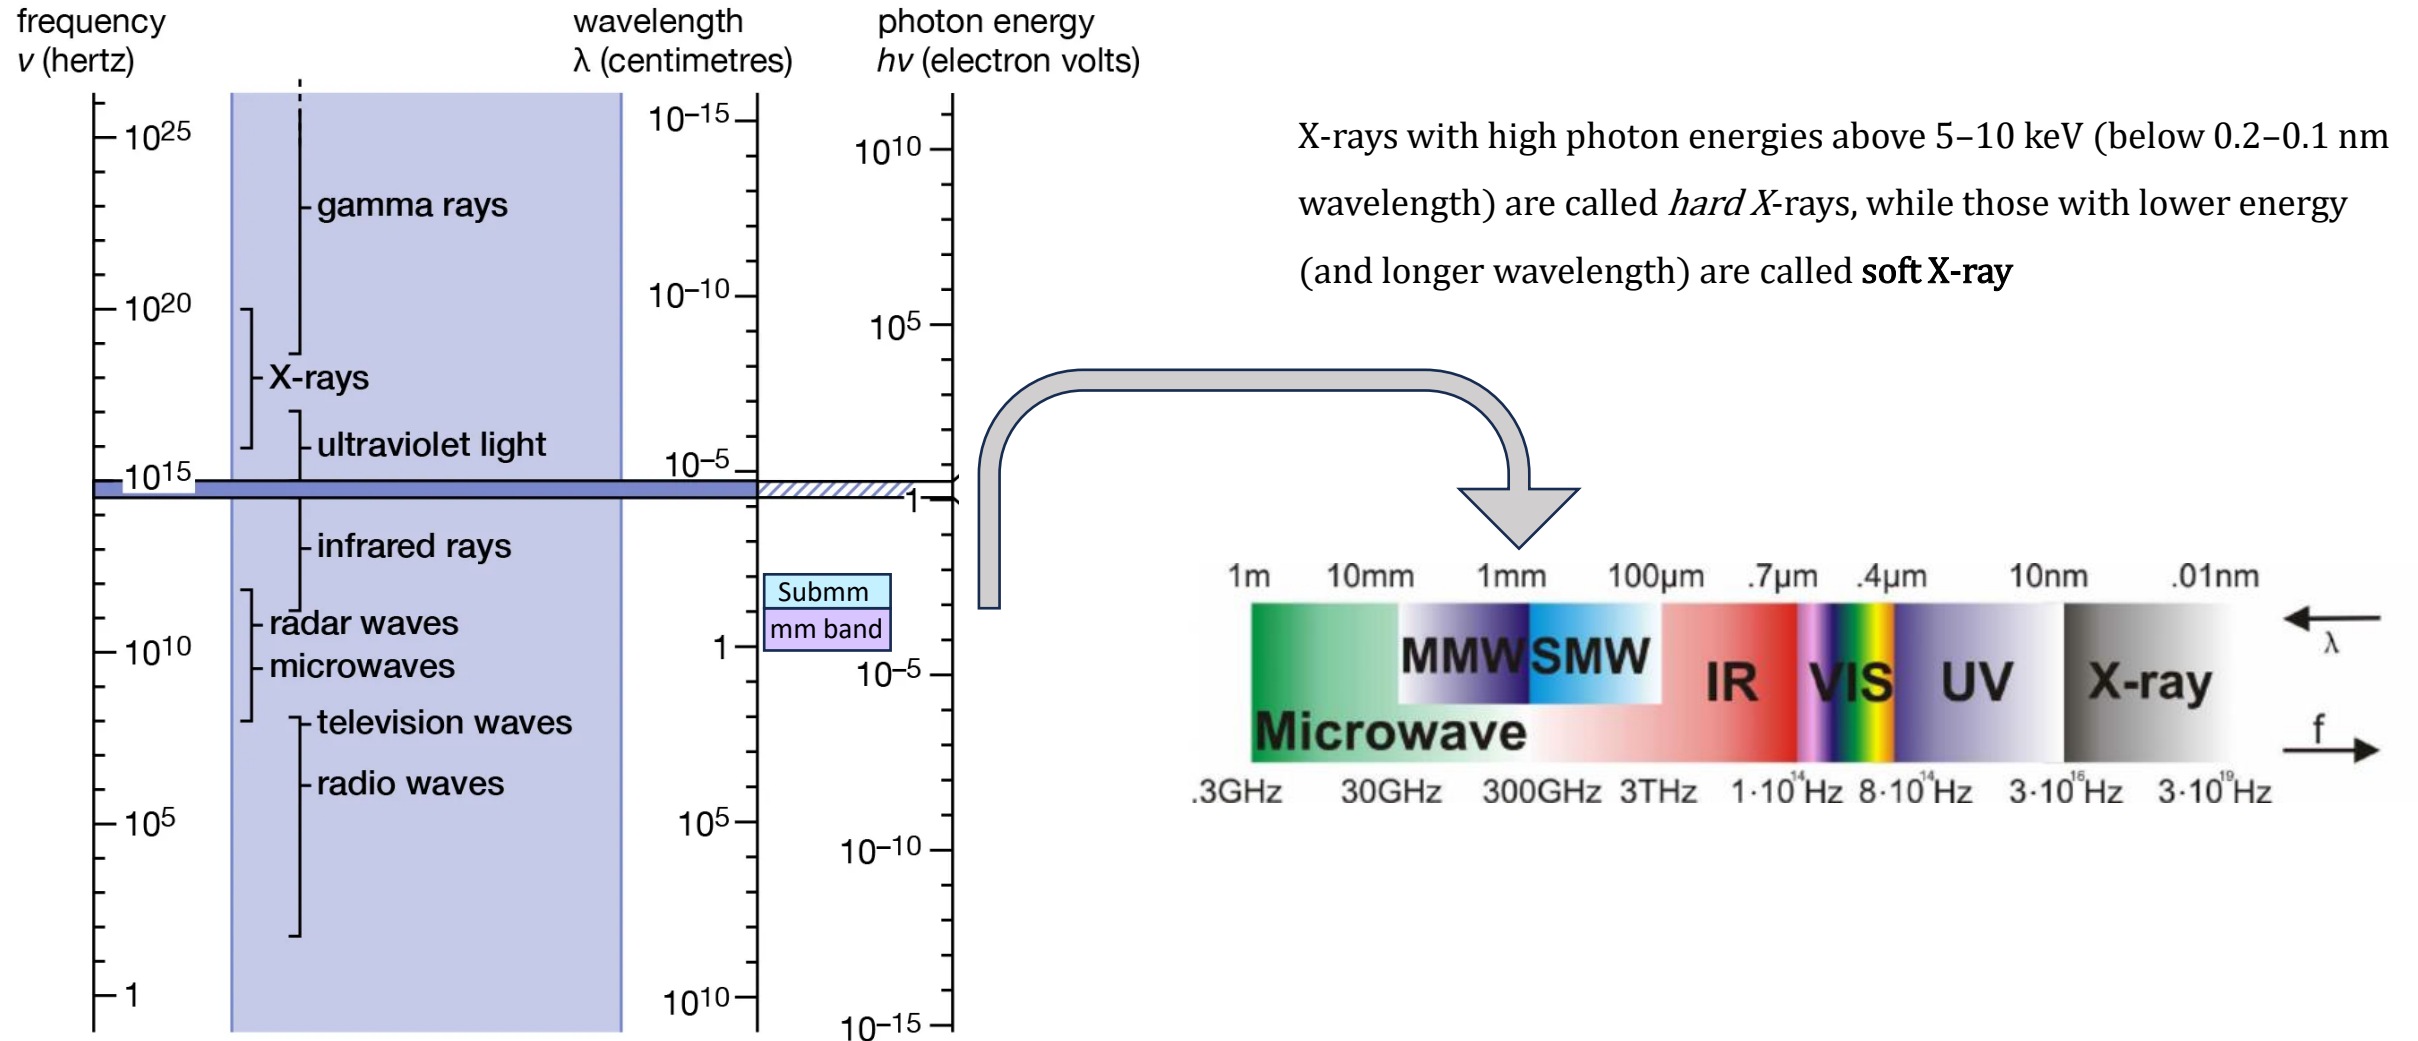 frequency
ν (hertz)
wavelength
λ (centimetres)
photon energy
hν (electron volts)
10²⁵
10²⁰
10¹⁵
10¹⁰
10⁵
1
gamma rays
X-rays
ultraviolet light
infrared rays
radar waves
microwaves
television waves
radio waves
10⁻¹⁵
10⁻¹⁰
10⁻⁵
1
10⁵
10¹⁰
Submm
mm band
10¹⁰
10⁵
1
10⁻⁵
10⁻¹⁰
10⁻¹⁵
X-rays with high photon energies above 5–10 keV (below 0.2–0.1 nm
wavelength) are called hard X-rays, while those with lower energy
(and longer wavelength) are called soft X-ray
1m 10mm 1mm 100µm .7µm .4µm 10nm .01nm
MMW SMW IR VIS UV X-ray
Microwave
λ
f
.3GHz 30GHz 300GHz 3THz 1·10¹⁴Hz 8·10¹⁴Hz 3·10¹⁶Hz 3·10¹⁹Hz